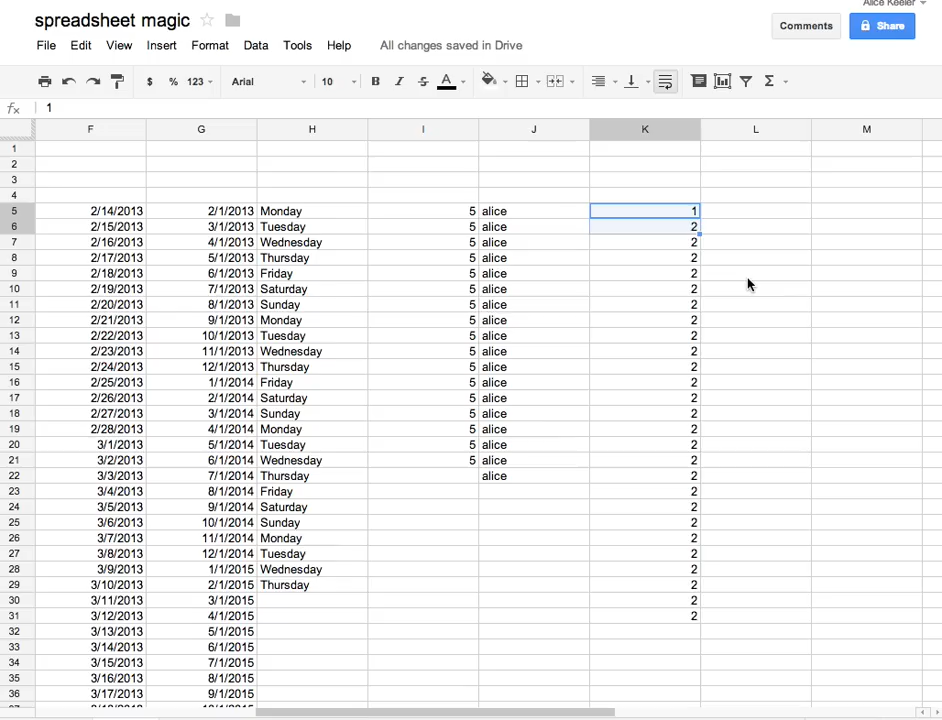 Alice Keeler
spreadsheet magic
Comments Share
File Edit View Insert Format Data Tools Help All changes saved in Drive
$ % 123 Arial 10 B I S A Σ
fx 1
F G H I J K L M
1
2
3
4
5 2/14/2013 2/1/2013 Monday 5 alice 1
6 2/15/2013 3/1/2013 Tuesday 5 alice 2
7 2/16/2013 4/1/2013 Wednesday 5 alice 2
8 2/17/2013 5/1/2013 Thursday 5 alice 2
9 2/18/2013 6/1/2013 Friday 5 alice 2
10 2/19/2013 7/1/2013 Saturday 5 alice 2
11 2/20/2013 8/1/2013 Sunday 5 alice 2
12 2/21/2013 9/1/2013 Monday 5 alice 2
13 2/22/2013 10/1/2013 Tuesday 5 alice 2
14 2/23/2013 11/1/2013 Wednesday 5 alice 2
15 2/24/2013 12/1/2013 Thursday 5 alice 2
16 2/25/2013 1/1/2014 Friday 5 alice 2
17 2/26/2013 2/1/2014 Saturday 5 alice 2
18 2/27/2013 3/1/2014 Sunday 5 alice 2
19 2/28/2013 4/1/2014 Monday 5 alice 2
20 3/1/2013 5/1/2014 Tuesday 5 alice 2
21 3/2/2013 6/1/2014 Wednesday 5 alice 2
22 3/3/2013 7/1/2014 Thursday alice 2
23 3/4/2013 8/1/2014 Friday 2
24 3/5/2013 9/1/2014 Saturday 2
25 3/6/2013 10/1/2014 Sunday 2
26 3/7/2013 11/1/2014 Monday 2
27 3/8/2013 12/1/2014 Tuesday 2
28 3/9/2013 1/1/2015 Wednesday 2
29 3/10/2013 2/1/2015 Thursday 2
30 3/11/2013 3/1/2015 2
31 3/12/2013 4/1/2015 2
32 3/13/2013 5/1/2015
33 3/14/2013 6/1/2015
34 3/15/2013 7/1/2015
35 3/16/2013 8/1/2015
36 3/17/2013 9/1/2015